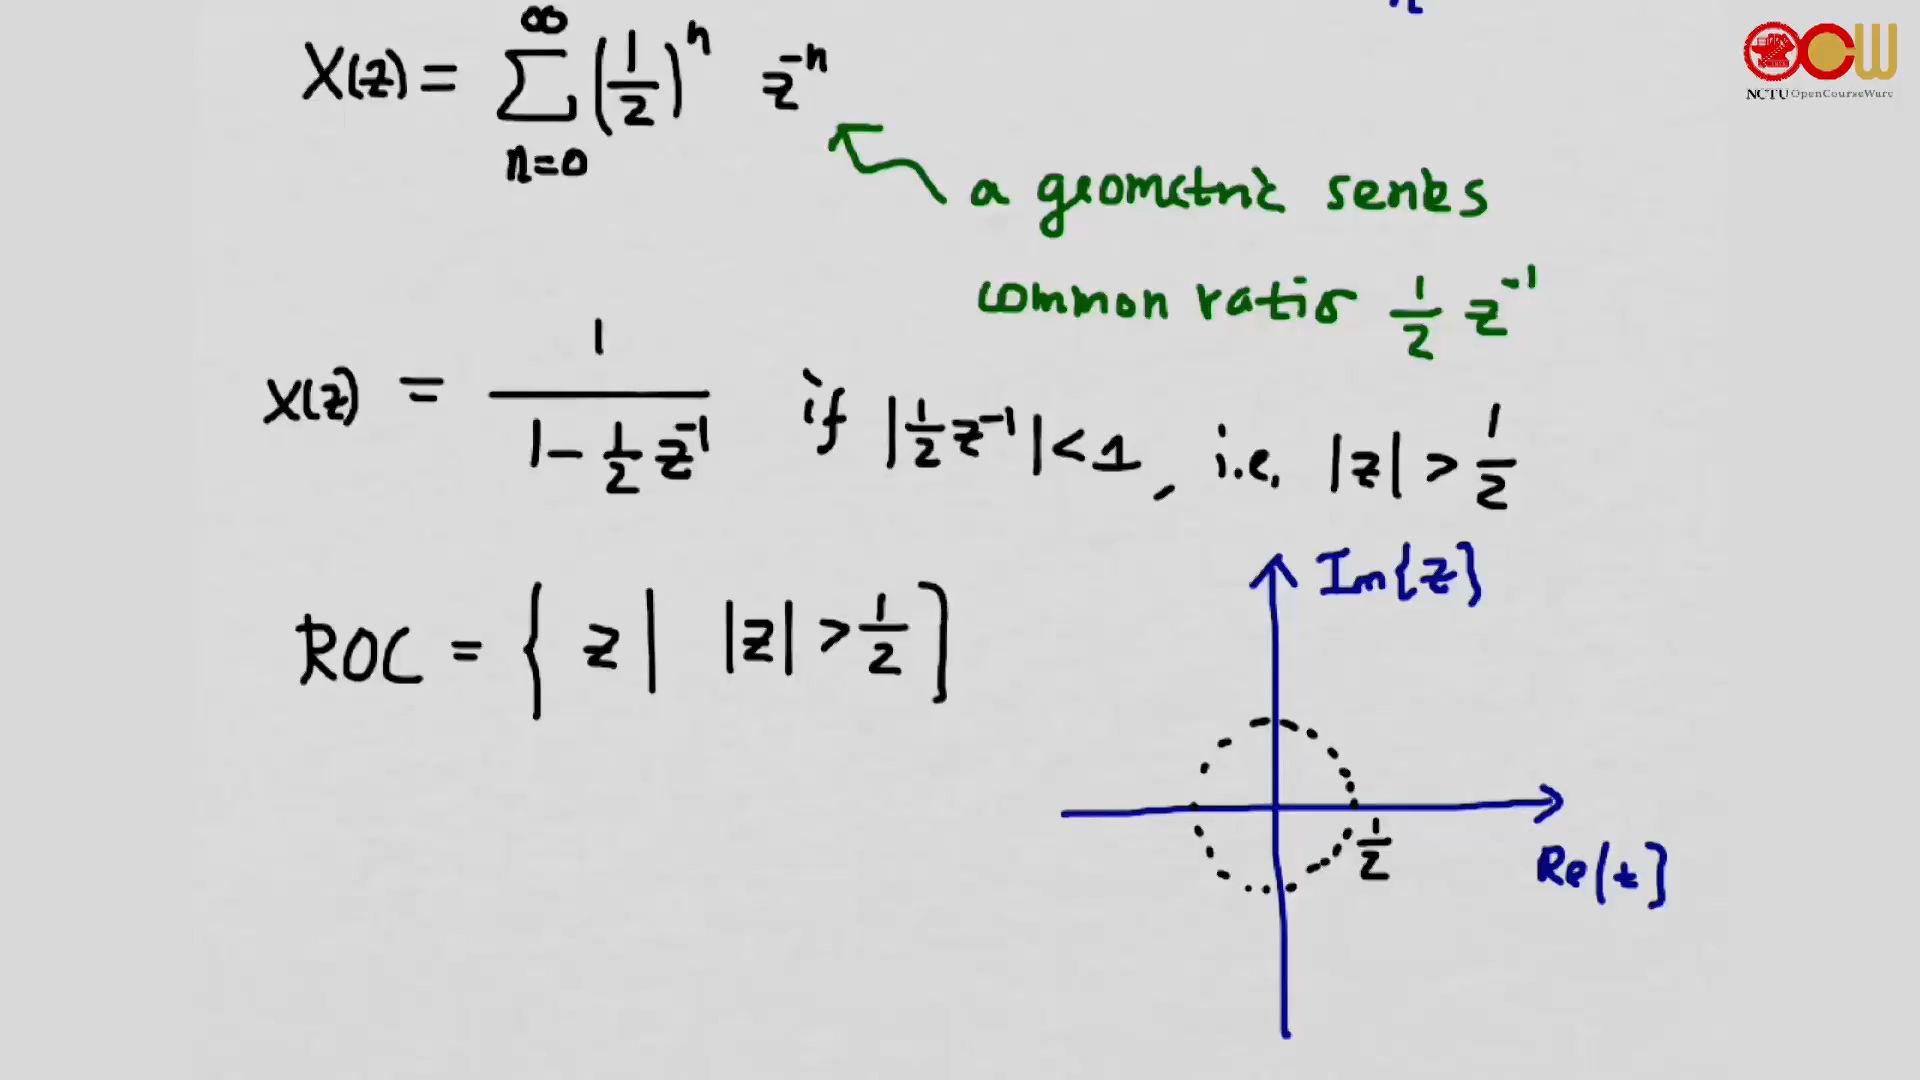 X(z) = ∑_{n=0}^{∞} (1/2)^n z^{-n}
a geometric series
common ratio 1/2 z^{-1}
X(z) = 1 / (1 - 1/2 z^{-1}) if |1/2 z^{-1}| < 1, i.e. |z| > 1/2
ROC = { z | |z| > 1/2 }
Im{z}
1/2
Re{z}
OCW
NCTU OpenCourseWare